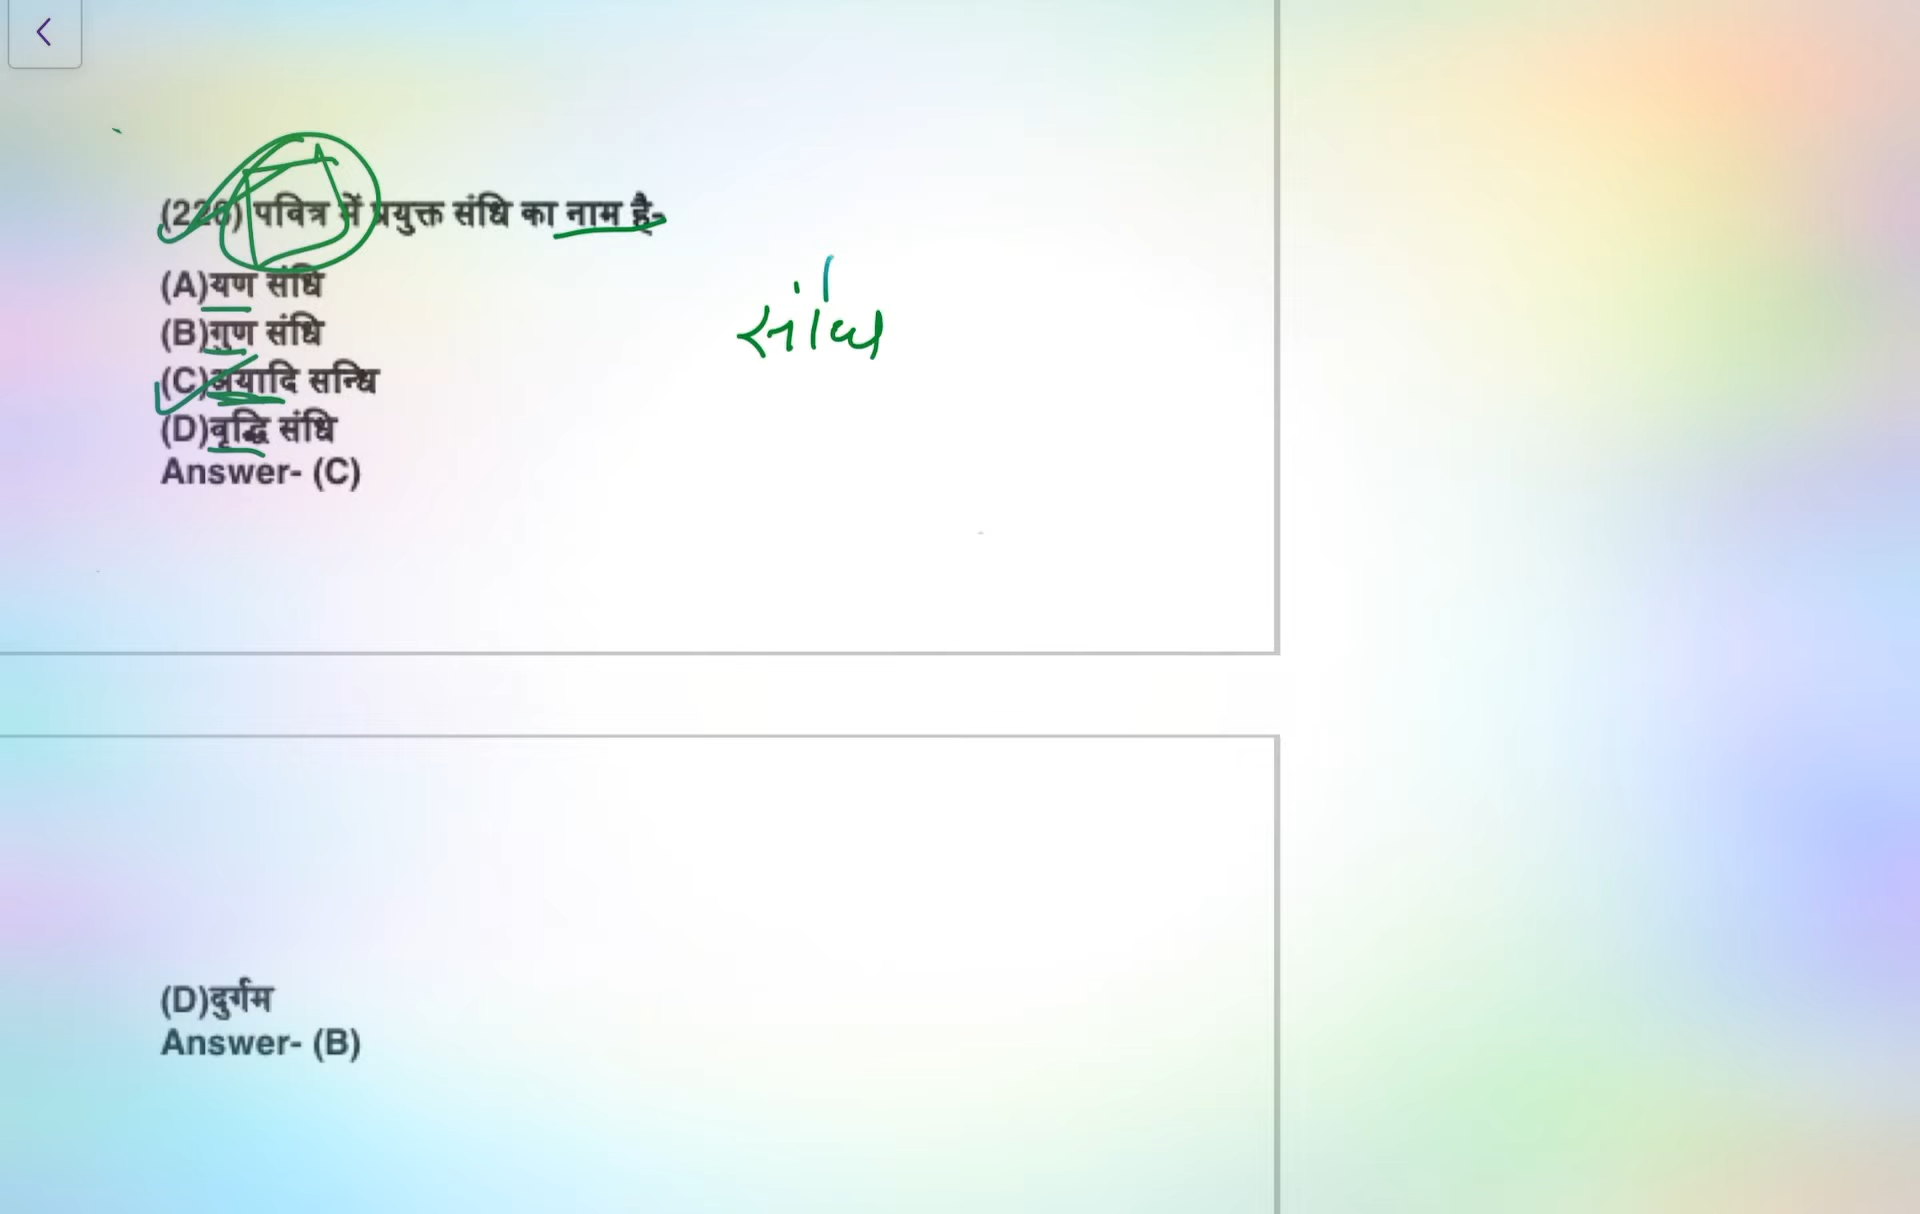 (226) पवित्र में प्रयुक्त संधि का नाम है-
(A)यण संधि
(B)गुण संधि
संधि
(C)अयादि सन्धि
(D)वृद्धि संधि
Answer- (C)
(D)दुर्गम
Answer- (B)